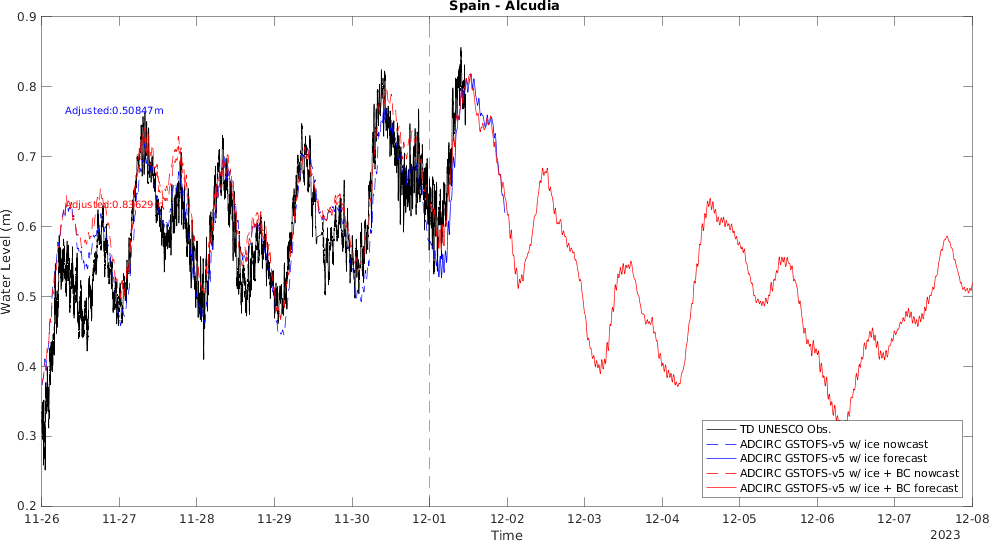 Spain - Alcudia
0.9
0.8
0.7
0.6
0.5
0.4
0.3
0.2
Water Level (m)
Adjusted:0.50847m
TD UNESCO Obs.
ADCIRC GSTOFS-v5 w/ ice nowcast
ADCIRC GSTOFS-v5 w/ ice forecast
ADCIRC GSTOFS-v5 w/ ice + BC nowcast
ADCIRC GSTOFS-v5 w/ ice + BC forecast
11-26 11-27 11-28 11-29 11-30 12-01 12-02 12-03 12-04 12-05 12-06 12-07 12-08
Time
2023